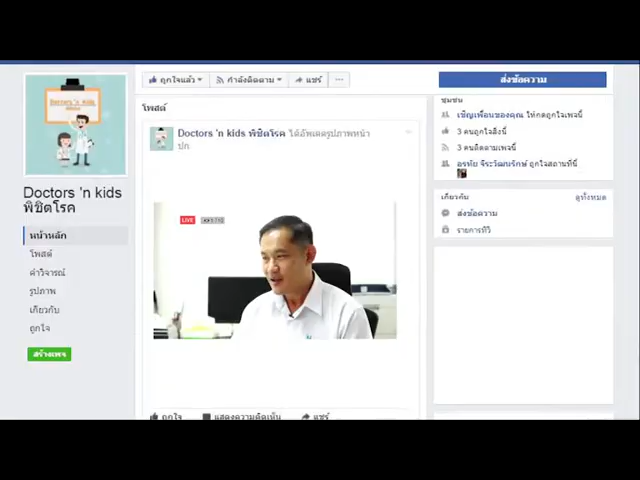 ถูกใจแล้ว
กำลังติดตาม
แชร์
ส่งข้อความ
Doctors 'n kids
Doctors 'n kids
พิชิตโรค
หน้าหลัก
โพสต์
คำวิจารณ์
รูปภาพ
เกี่ยวกับ
ถูกใจ
สร้างเพจ
โพสต์
Doctors 'n kids พิชิตโรค ได้อัพเดตรูปภาพหน้า
ปก
LIVE
ถูกใจ
แสดงความคิดเห็น
แชร์
ชุมชน
เชิญเพื่อนของคุณ ให้กดถูกใจเพจนี้
3 คนถูกใจสิ่งนี้
3 คนติดตามเพจนี้
อรทัย จีระวัฒนรักษ์ ถูกใจสถานที่นี้
เกี่ยวกับ
ดูทั้งหมด
ส่งข้อความ
รายการทีวี